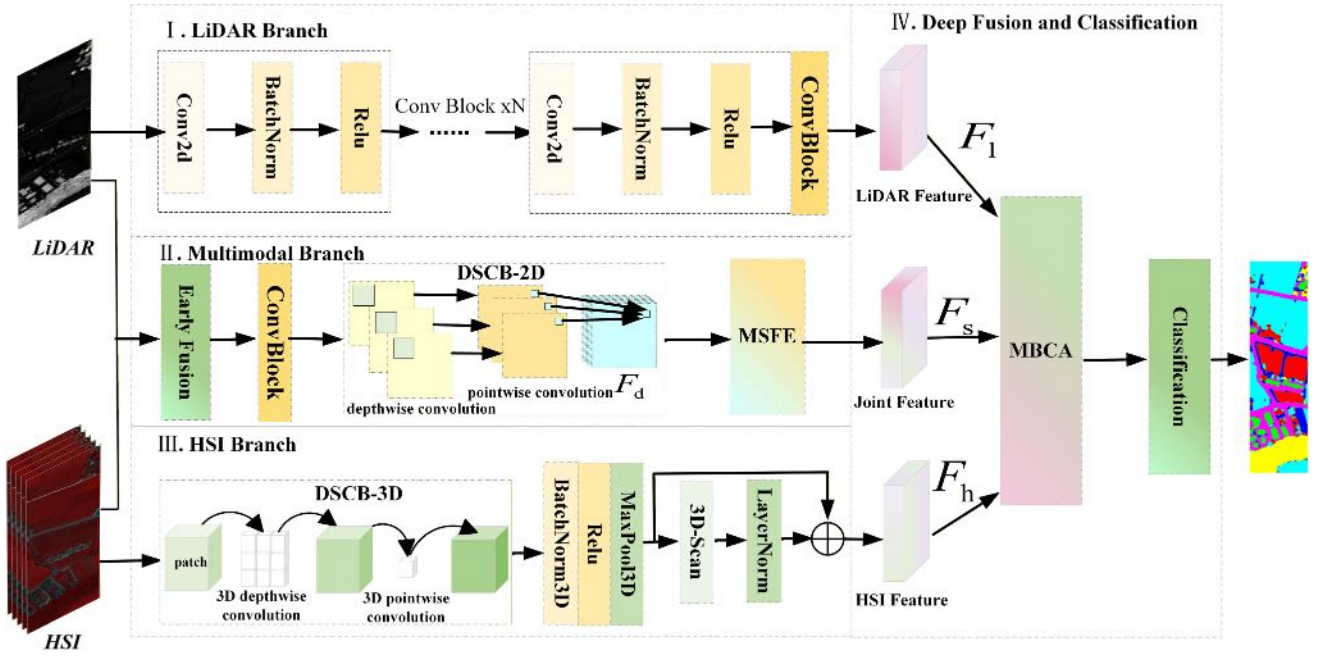 I. LiDAR Branch
Conv2d
BatchNorm
Relu
Conv Block xN
......
Conv2d
BatchNorm
Relu
ConvBlock
LiDAR
II. Multimodal Branch
Early Fusion
ConvBlock
DSCB-2D
depthwise convolution
pointwise convolution
Fd
MSFE
HSI
III. HSI Branch
DSCB-3D
patch
3D depthwise
convolution
3D pointwise
convolution
BatchNorm3D
Relu
MaxPool3D
3D-Scan
LayerNorm
IV. Deep Fusion and Classification
Fl
LiDAR Feature
Fs
Joint Feature
Fh
HSI Feature
MBCA
Classification